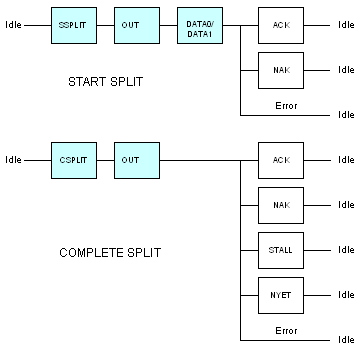 Idle SSPLIT OUT DATA0/ DATA1 ACK Idle
NAK Idle
START SPLIT
Error
Idle
Idle CSPLIT OUT ACK Idle
NAK Idle
COMPLETE SPLIT
STALL Idle
NYET Idle
Error
Idle